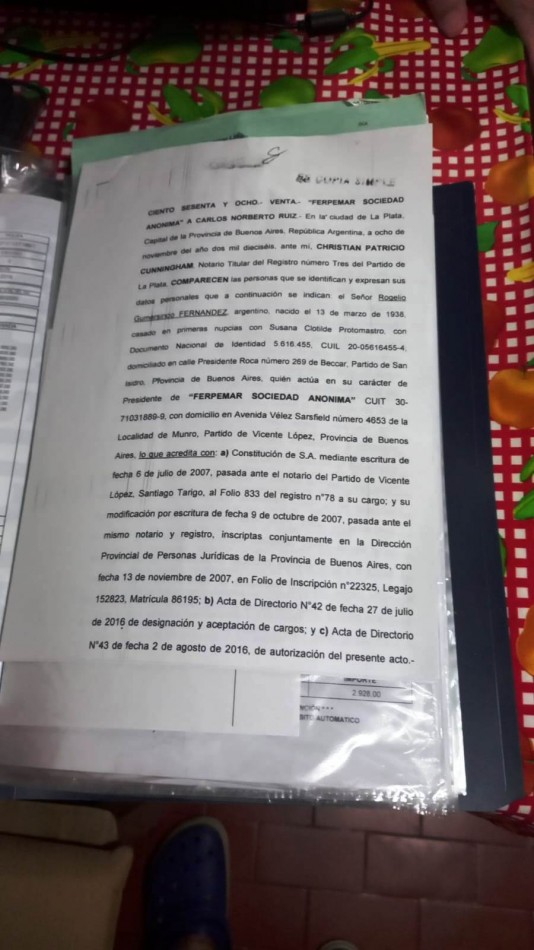 COPIA SIMPLE
CIENTO SESENTA Y OCHO.- VENTA.- "FERPEMAR SOCIEDAD
ANONIMA" A CARLOS NORBERTO RUIZ.- En la ciudad de La Plata,
Capital de la Provincia de Buenos Aires, República Argentina, a ocho de
noviembre del año dos mil dieciséis, ante mí, CHRISTIAN PATRICIO
CUNNINGHAM, Notario Titular del Registro número Tres del Partido de
La Plata, COMPARECEN las personas que se identifican y expresan sus
datos personales que a continuación se indican: el Señor Rogelio
Gumersindo FERNANDEZ, argentino, nacido el 13 de marzo de 1938,
casado en primeras nupcias con Susana Clotilde Protomastro, con
Documento Nacional de Identidad 5.616.455, CUIL 20-05616455-4,
domiciliado en calle Presidente Roca número 269 de Beccar, Partido de San
Isidro, Provincia de Buenos Aires, quién actúa en su carácter de
Presidente de "FERPEMAR SOCIEDAD ANONIMA" CUIT 30-
71031889-9, con domicilio en Avenida Vélez Sarsfield número 4653 de la
Localidad de Munro, Partido de Vicente López, Provincia de Buenos
Aires, lo que acredita con: a) Constitución de S.A. mediante escritura de
fecha 6 de julio de 2007, pasada ante el notario del Partido de Vicente
López, Santiago Tarigo, al Folio 833 del registro n°78 a su cargo; y su
modificación por escritura de fecha 9 de octubre de 2007, pasada ante el
mismo notario y registro, inscriptas conjuntamente en la Dirección
Provincial de Personas Jurídicas de la Provincia de Buenos Aires, con
fecha 13 de noviembre de 2007, en Folio de Inscripción n°22325, Legajo
152823, Matrícula 86195; b) Acta de Directorio N°42 de fecha 27 de julio
de 2016 de designación y aceptación de cargos; y c) Acta de Directorio
N°43 de fecha 2 de agosto de 2016, de autorización del presente acto.-
IMPORTE
2.928,00
NCIÓN***
BITO AUTOMATICO